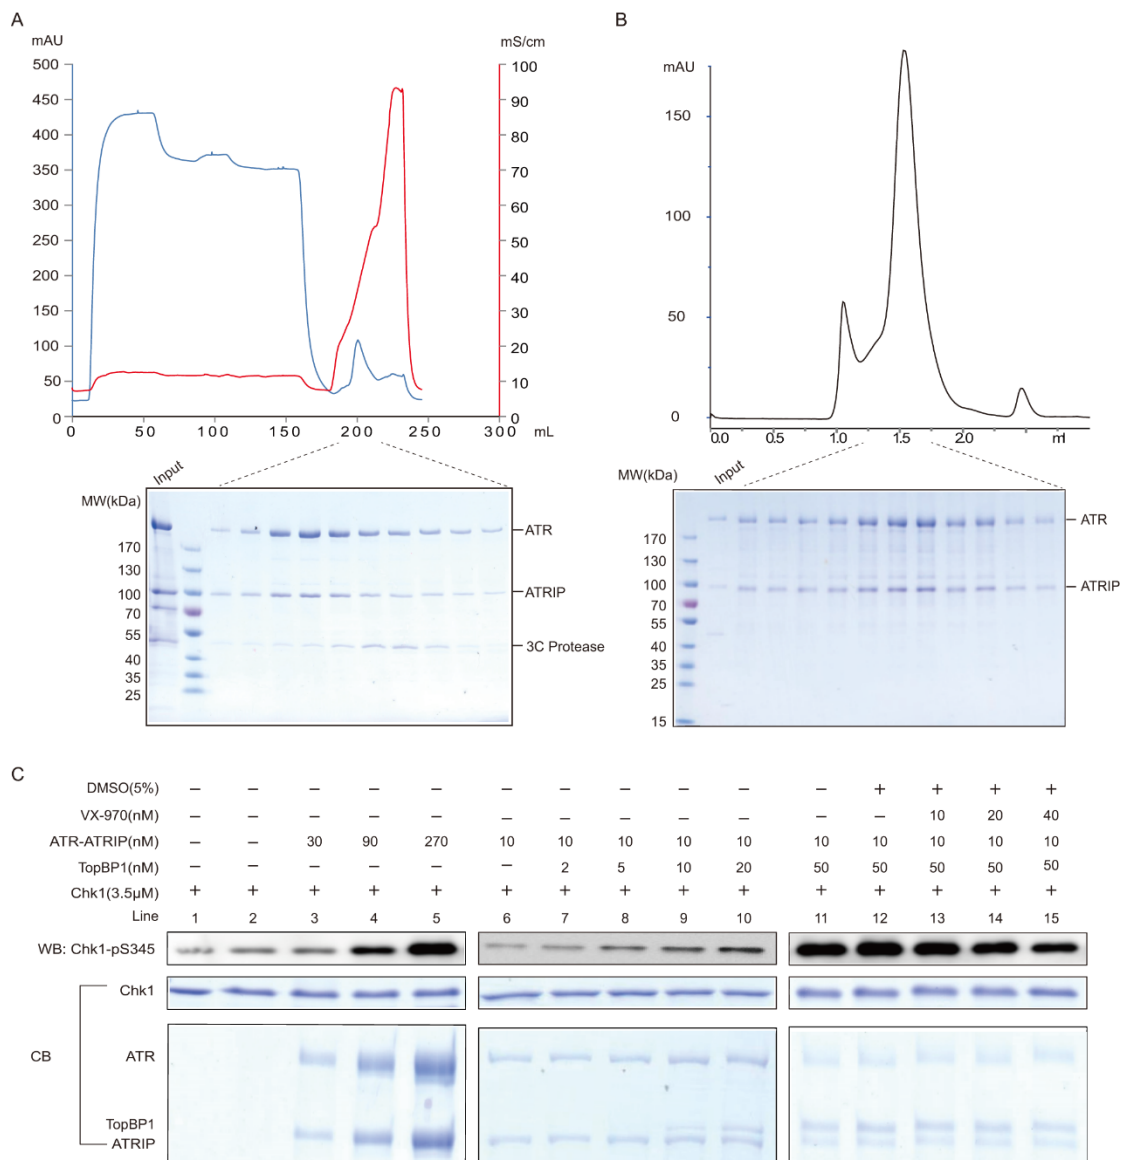 A
mAU
mS/cm
500
450
400
350
300
250
200
150
100
50
0
100
90
80
70
60
50
40
30
20
10
0
0 50 100 150 200 250 300 mL
Input
MW(kDa)
170
130
100
70
55
40
35
25
ATR
ATRIP
3C Protease
B
mAU
150
100
50
0
0.0 0.5 1.0 1.5 2.0 ml
Input
MW(kDa)
170
130
100
70
55
40
35
25
15
ATR
ATRIP
C
DMSO(5%) – – – – – – – – – – – + + + +
VX-970(nM) – – – – – – – – – – – – 10 20 40
ATR-ATRIP(nM) – – 30 90 270 10 10 10 10 10 10 10 10 10 10
TopBP1(nM) – – – – – – 2 5 10 20 50 50 50 50 50
Chk1(3.5μM) + + + + + + + + + + + + + + +
Line 1 2 3 4 5 6 7 8 9 10 11 12 13 14 15
WB: Chk1-pS345
Chk1
CB
ATR
TopBP1
ATRIP